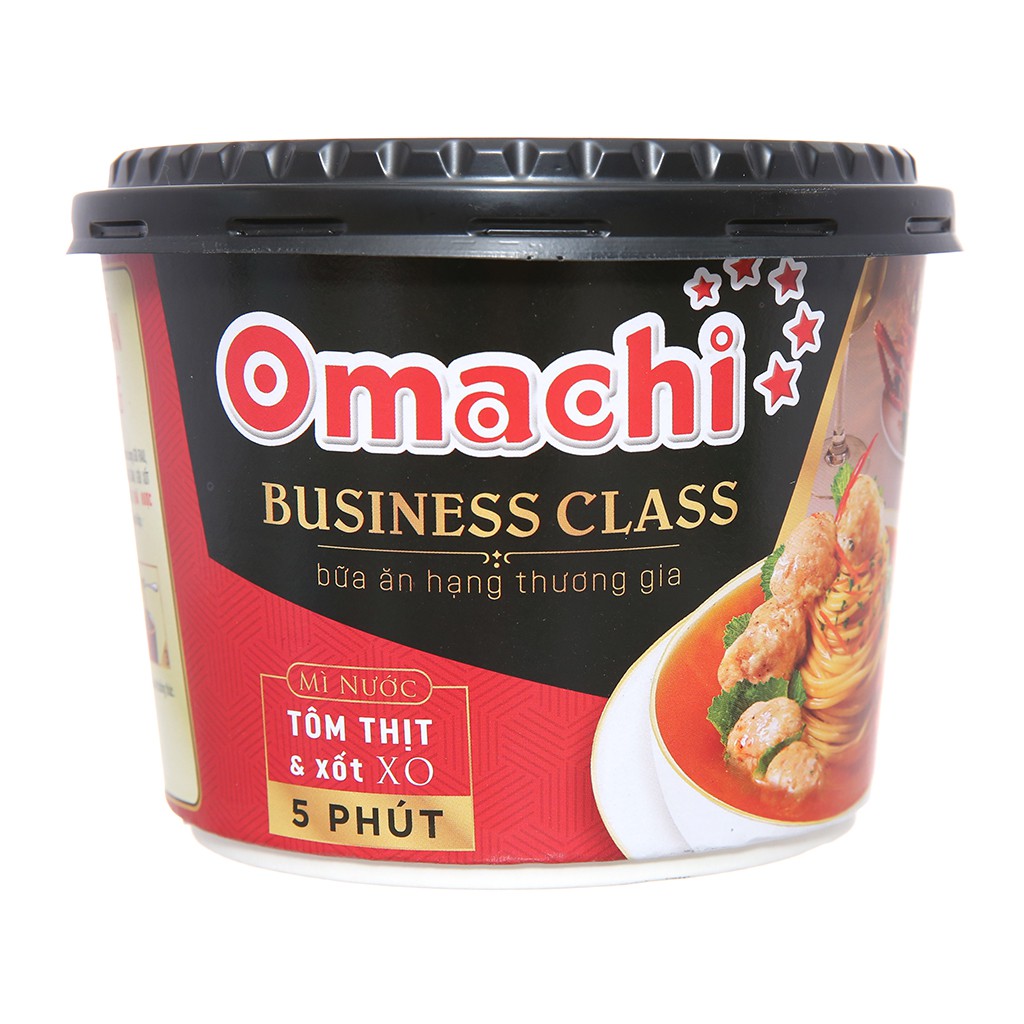 Omachi
BUSINESS CLASS
bữa ăn hạng thương gia
MÌ NƯỚC
TÔM THỊT
& XỐT XO
5 PHÚT